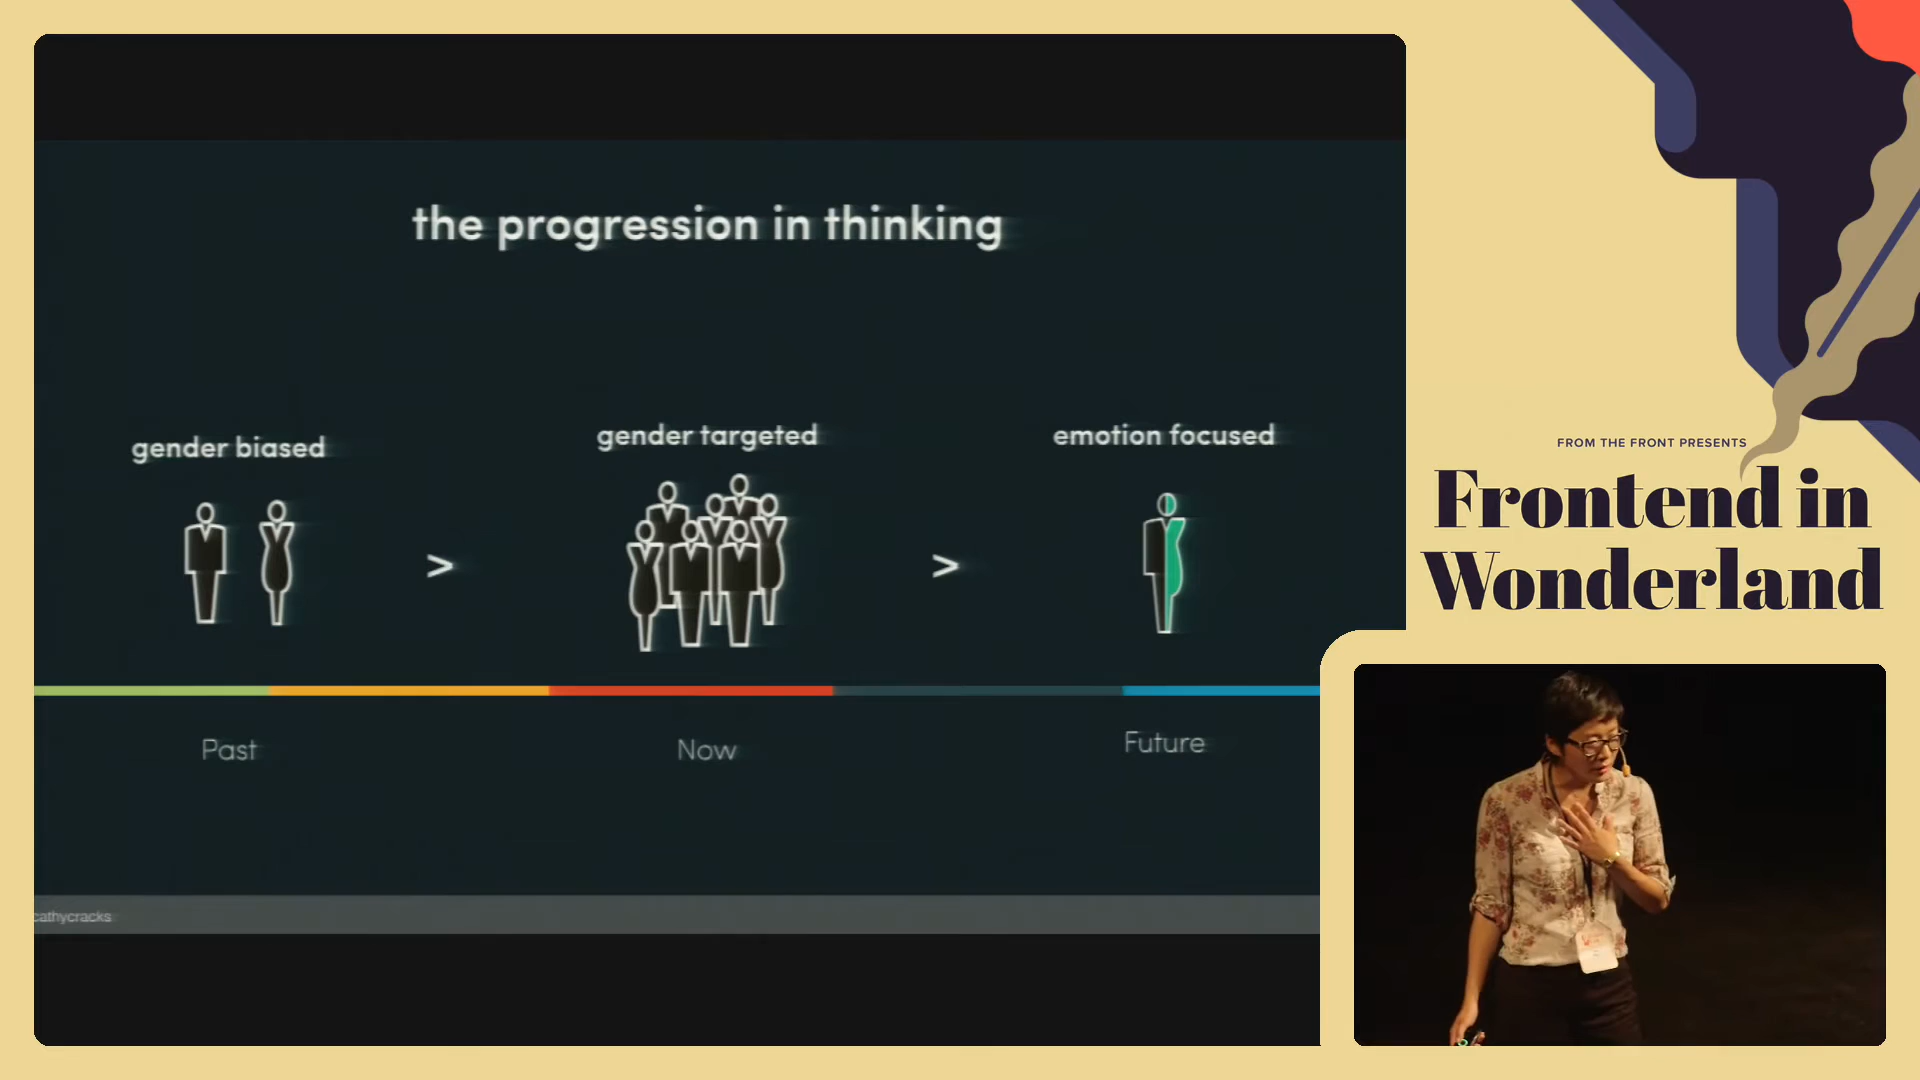 the progression in thinking
gender biased
gender targeted
emotion focused
>
>
Past
Now
Future
cathycracks
FROM THE FRONT PRESENTS
Frontend in
Wonderland